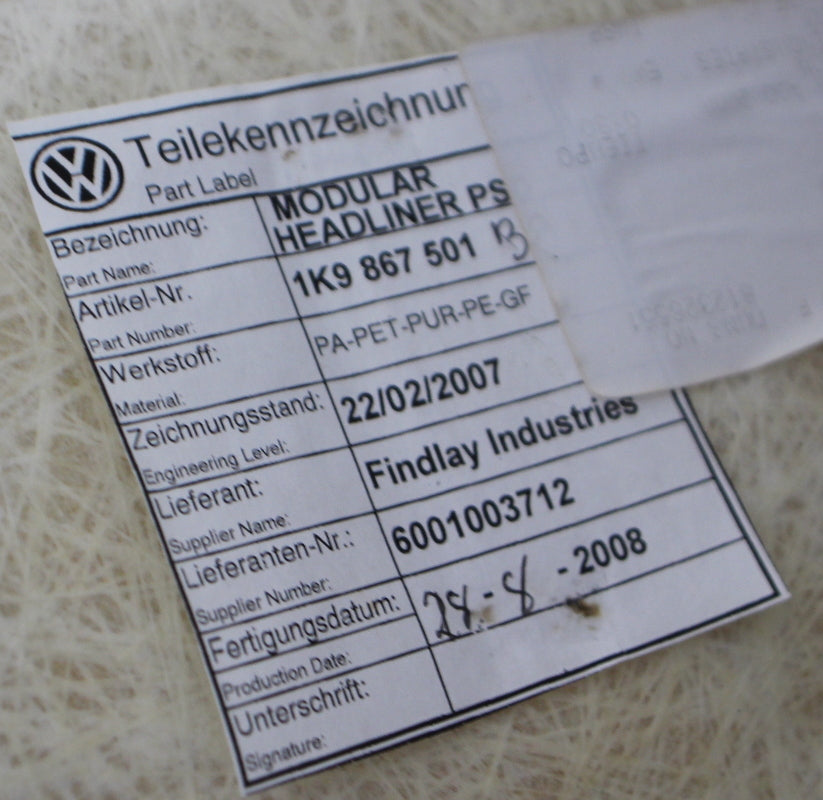 Teilekennzeichnun
Part Label
Bezeichnung: MODULAR
Part Name: HEADLINER PS
Artikel-Nr. 1K9 867 501 B
Part Number:
Werkstoff: PA-PET-PUR-PE-GF
Material:
Zeichnungsstand: 22/02/2007
Engineering Level:
Lieferant: Findlay Industries
Supplier Name:
Lieferanten-Nr.: 6001003712
Supplier Number:
Fertigungsdatum: 28.-8 -2008
Production Date:
Unterschrift:
Signature: